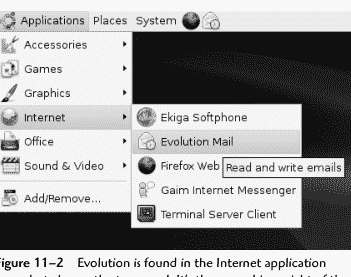 Applications Places System
Accessories
Games
Graphics
Internet
Office
Sound & Video
Add/Remove...
Ekiga Softphone
Evolution Mail
Firefox Web
Read and write emails
Gaim Internet Messenger
Terminal Server Client
Figure 11–2 Evolution is found in the Internet application